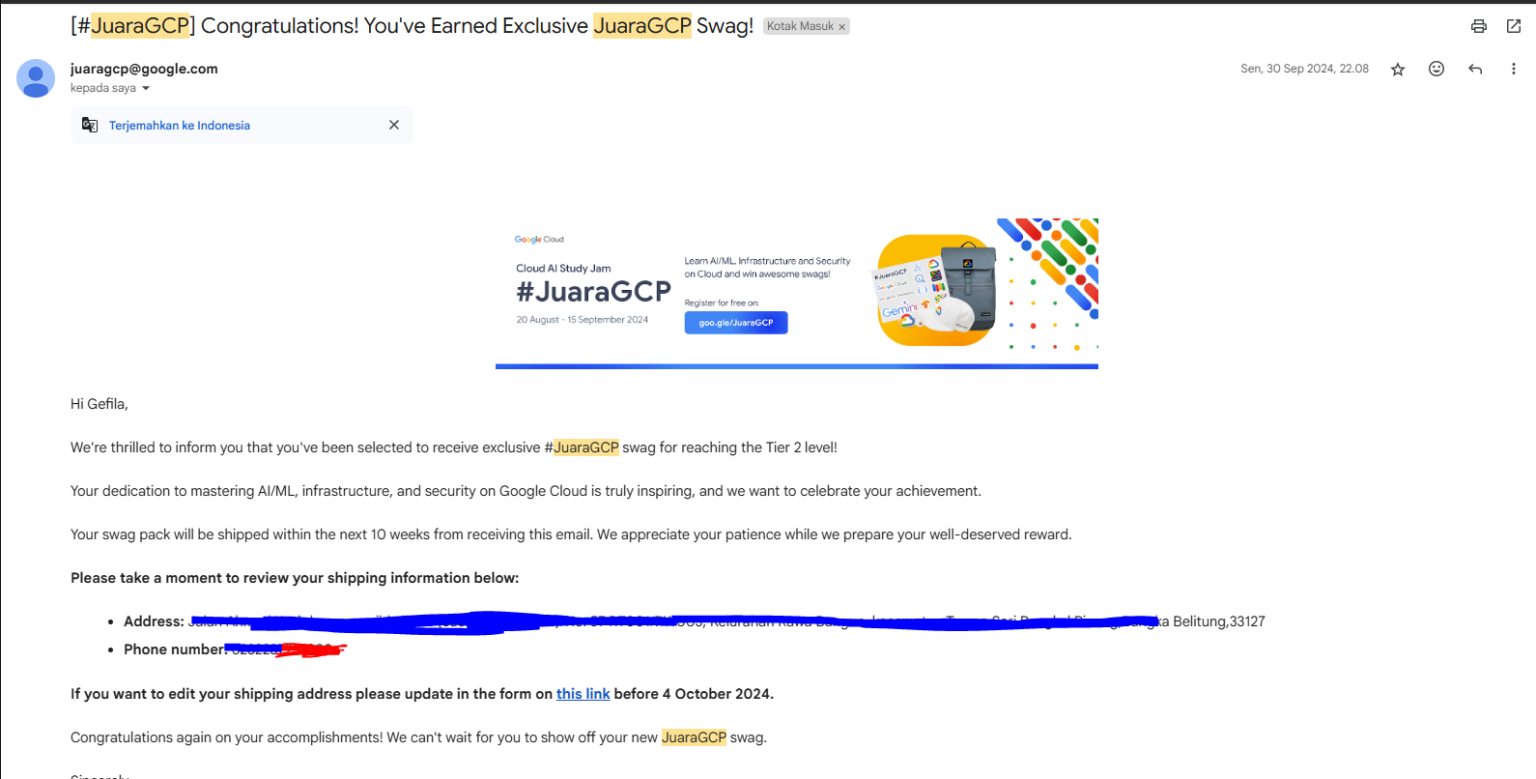 [#JuaraGCP] Congratulations! You've Earned Exclusive JuaraGCP Swag! Kotak Masuk ×
juaragcp@google.com
Sen, 30 Sep 2024, 22.08
kepada saya
Terjemahkan ke Indonesia
Google Cloud
Cloud AI Study Jam
#JuaraGCP
20 August - 15 September 2024
Learn AI/ML, Infrastructure and Security
on Cloud and win awesome swags!
Register for free on:
goo.gle/JuaraGCP
#JuaraGCP
Google Cloud
Gemini
Hi Gefila,
We're thrilled to inform you that you've been selected to receive exclusive #JuaraGCP swag for reaching the Tier 2 level!
Your dedication to mastering AI/ML, infrastructure, and security on Google Cloud is truly inspiring, and we want to celebrate your achievement.
Your swag pack will be shipped within the next 10 weeks from receiving this email. We appreciate your patience while we prepare your well-deserved reward.
Please take a moment to review your shipping information below:
• Address: Belitung,33127
• Phone number:
If you want to edit your shipping address please update in the form on this link before 4 October 2024.
Congratulations again on your accomplishments! We can't wait for you to show off your new JuaraGCP swag.